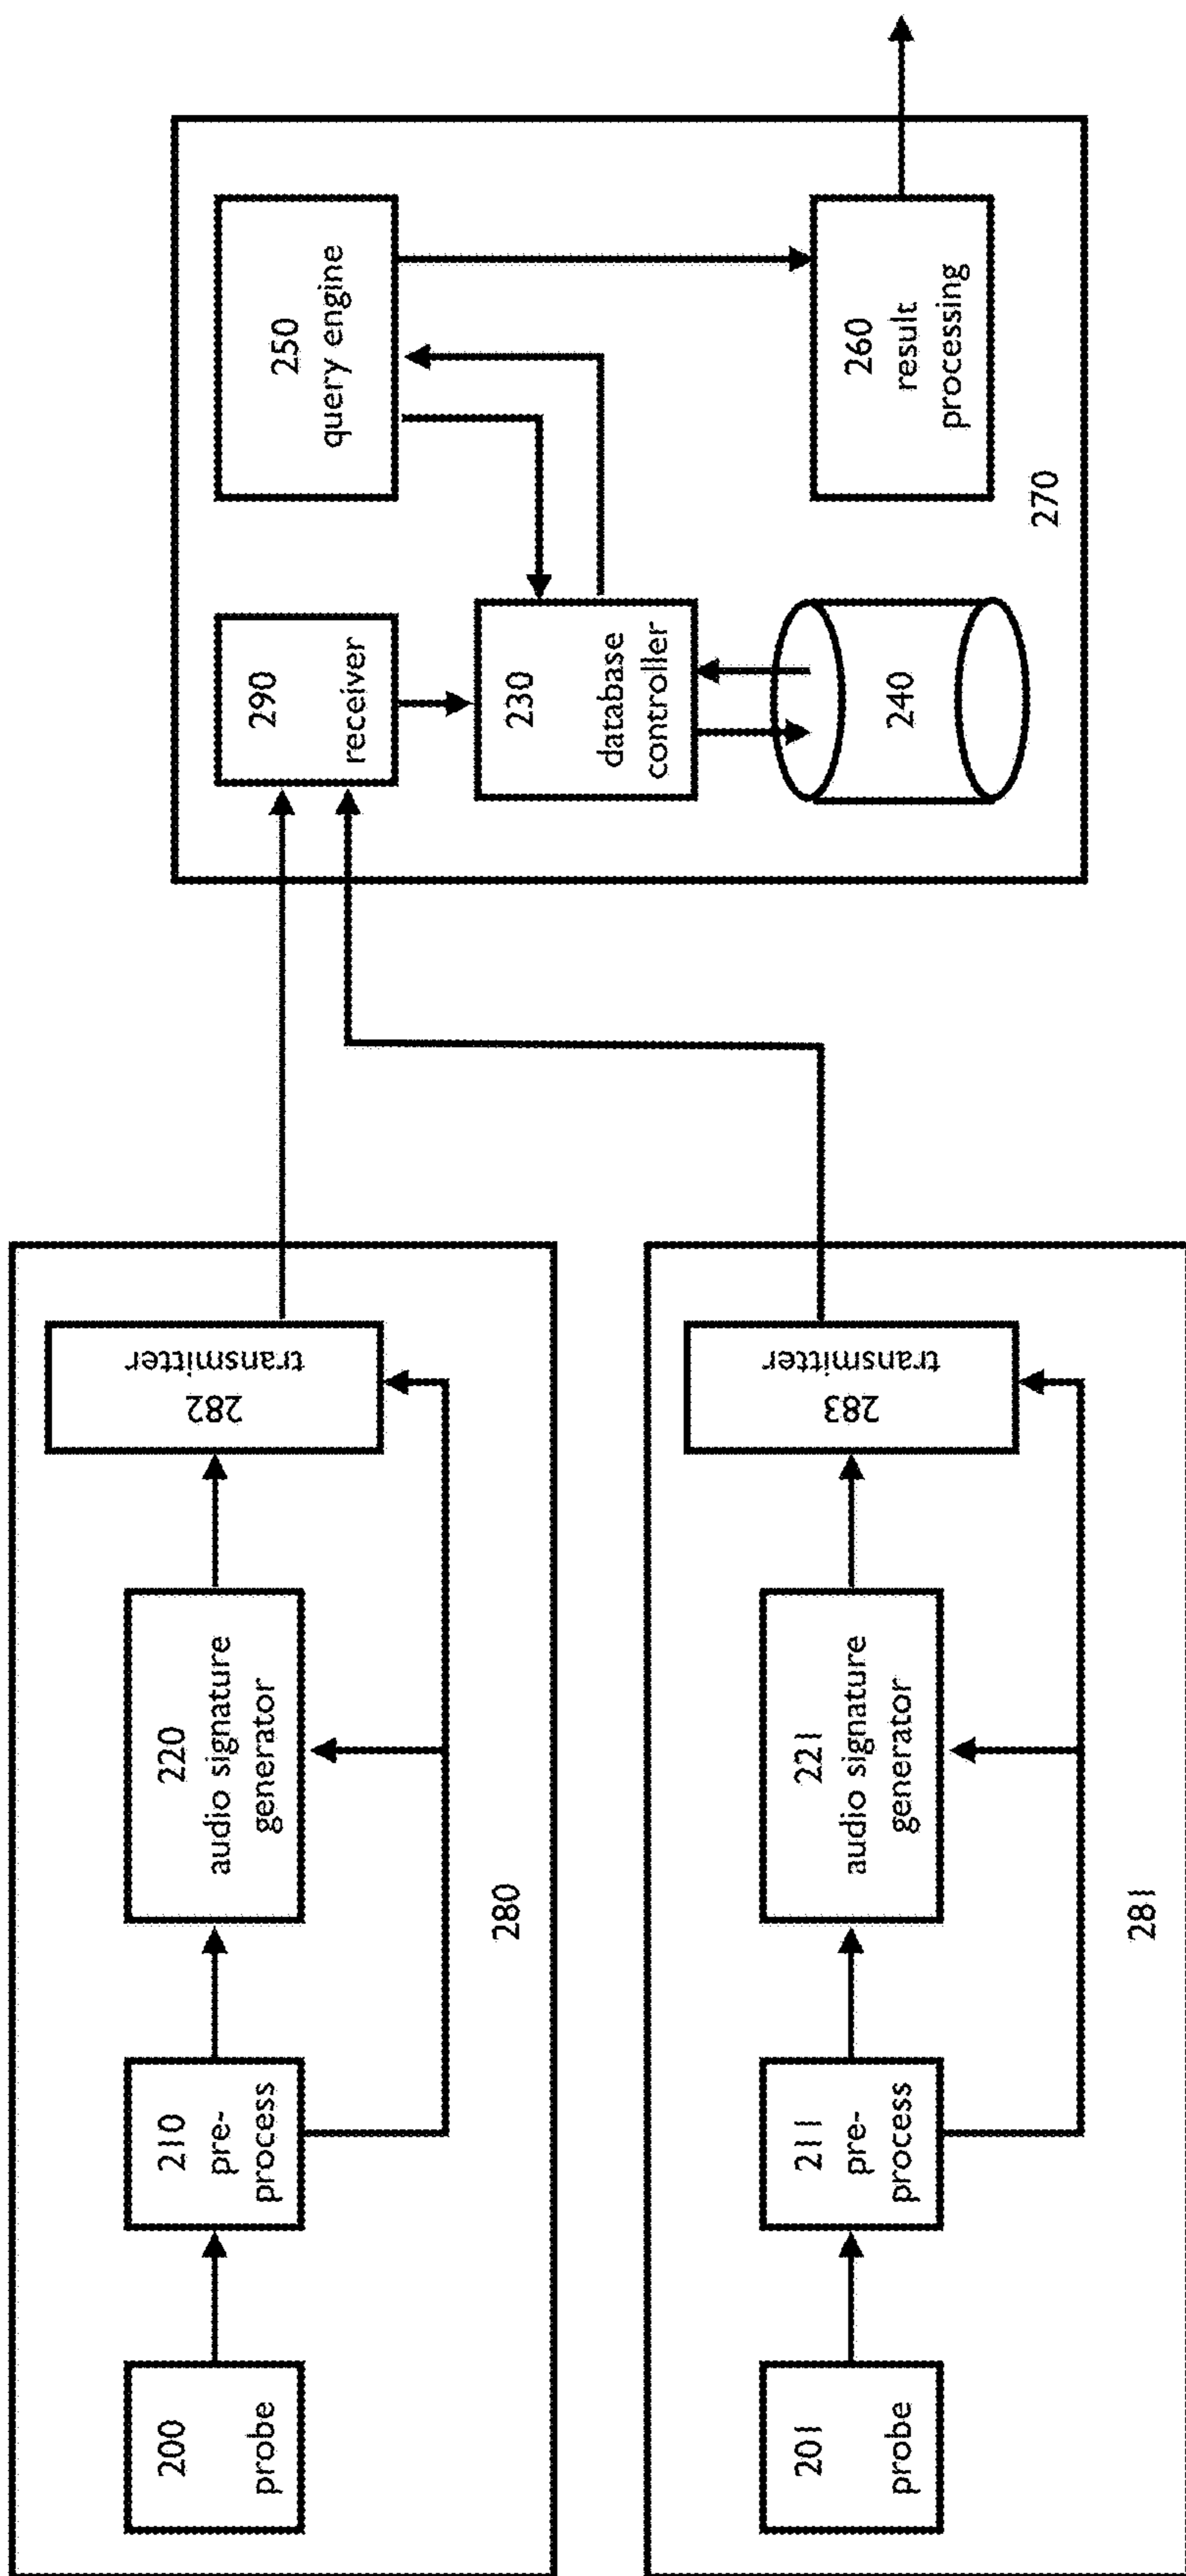 200
probe
210
pre-
process
220
audio signature
generator
282
transmitter
280
201
probe
211
pre-
process
221
audio signature
generator
283
transmitter
281
290
receiver
250
query engine
230
database
controller
240
260
result
processing
270